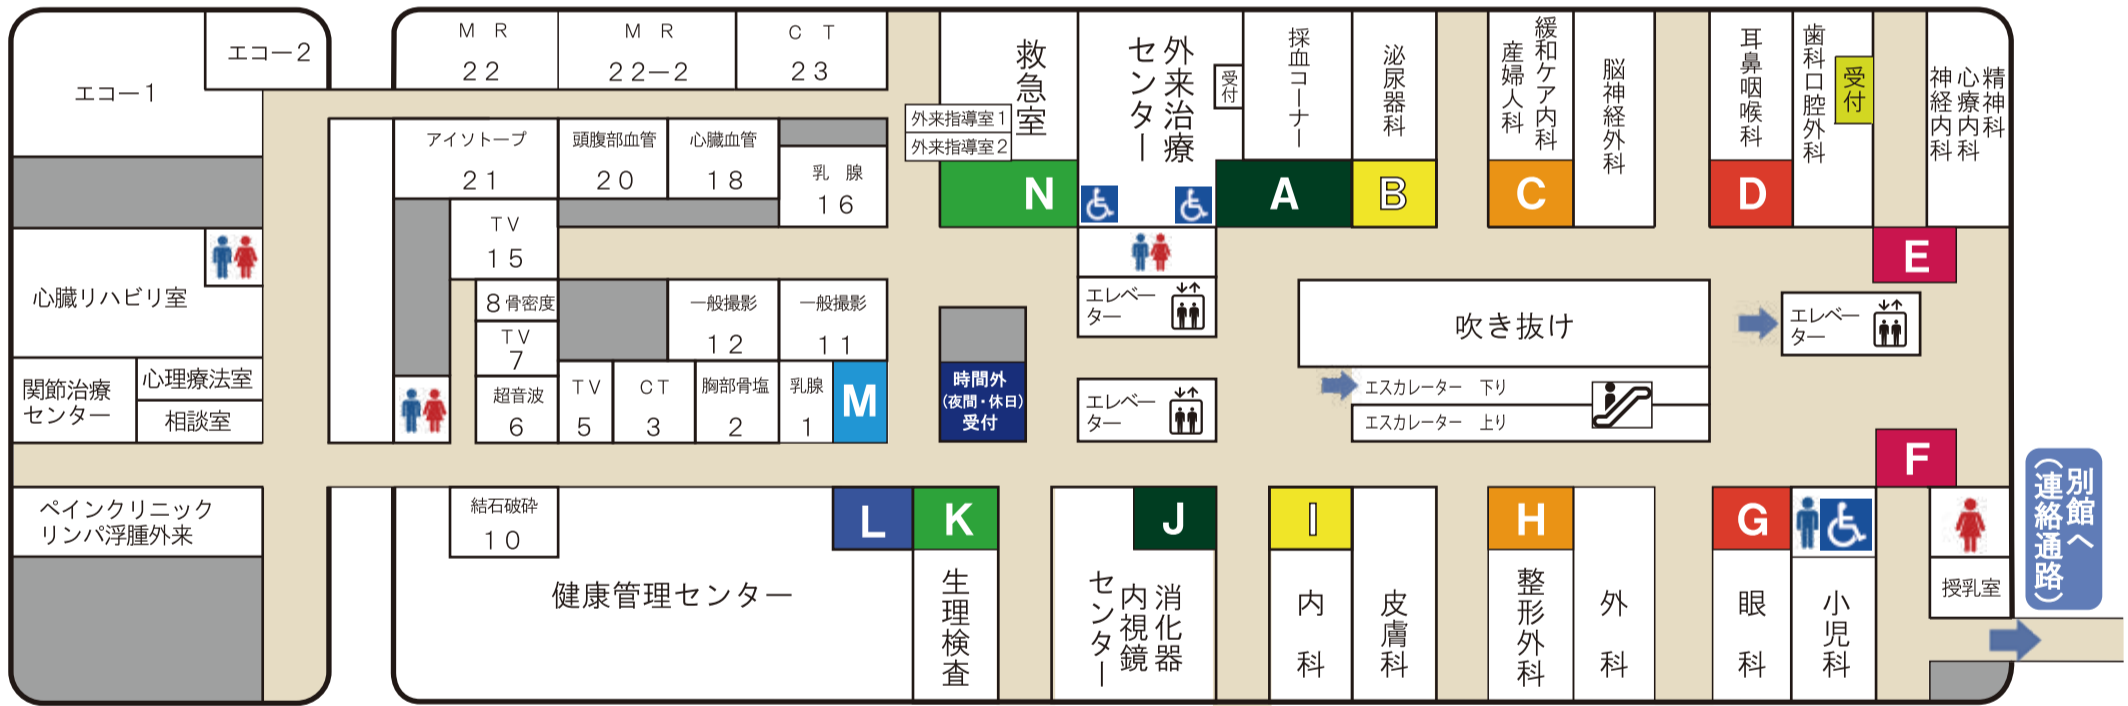 エコー1
エコー2
MR
22
MR
22-2
CT
23
救急室
外来治療
センター
受付
採血コーナー
泌尿器科
緩和ケア内科
産婦人科
脳神経外科
耳鼻咽喉科
歯科口腔外科
受付
精神科
心療内科
神経内科
外来指導室1
外来指導室2
アイソトープ
21
頭腹部血管
20
心臓血管
18
乳腺
16
N
A
B
C
D
E
TV
15
心臓リハビリ室
8骨密度
TV
7
一般撮影
12
一般撮影
11
エレベー
ター
吹き抜け
エレベー
ター
関節治療
センター
心理療法室
相談室
超音波
6
TV
5
CT
3
胸部骨塩
2
乳腺
1
M
時間外
(夜間・休日)
受付
エレベー
ター
エスカレーター 下り
エスカレーター 上り
F
別館へ
(連絡通路)
ペインクリニック
リンパ浮腫外来
結石破砕
10
健康管理センター
L
K
生理検査
J
消化器
内視鏡
センター
I
内科
皮膚科
H
整形外科
外科
G
眼科
小児科
授乳室